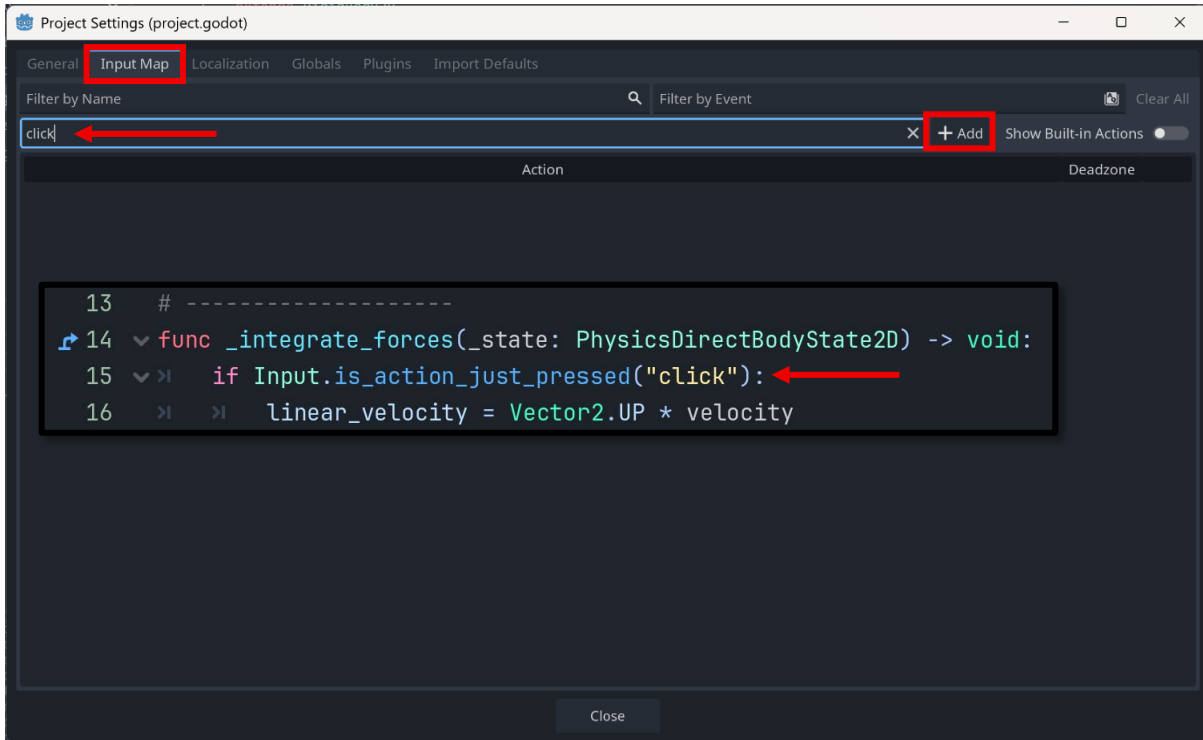 Project Settings (project.godot)
General Input Map Localization Globals Plugins Import Defaults
Filter by Name Filter by Event Clear All
click + Add Show Built-in Actions
Action Deadzone
13 # --------------------
14 func _integrate_forces(_state: PhysicsDirectBodyState2D) -> void:
15 if Input.is_action_just_pressed("click"):
16 linear_velocity = Vector2.UP * velocity
Close